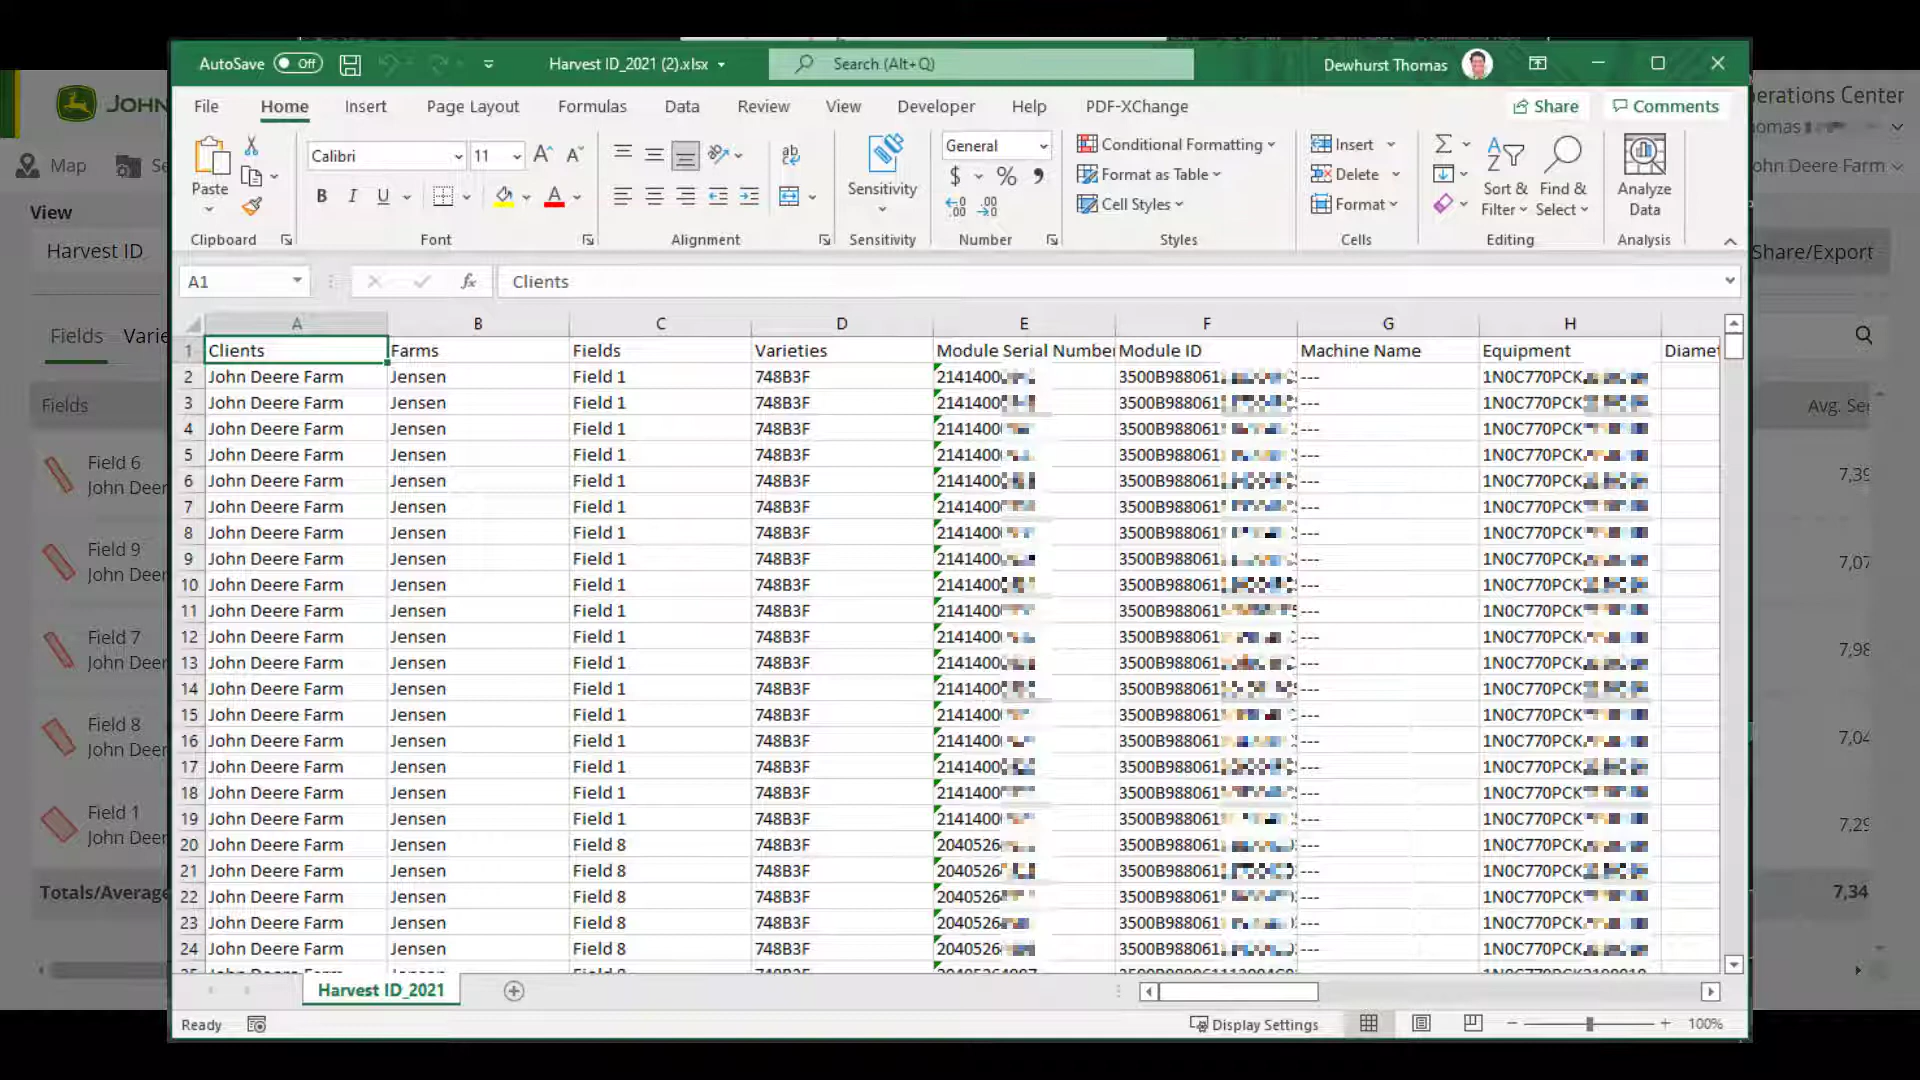 AutoSave Off Harvest ID_2021 (2).xlsx Search (Alt+Q) Dewhurst Thomas
File Home Insert Page Layout Formulas Data Review View Developer Help PDF-XChange Share Comments
Calibri 11 General Conditional Formatting Insert
Paste B I U Sensitivity $ % Format as Table Delete Sort & Filter Find & Select Analyze Data
Cell Styles Format
Clipboard Font Alignment Sensitivity Number Styles Cells Editing Analysis
A1 fx Clients
A B C D E F G H
1 Clients Farms Fields Varieties Module Serial Number Module ID Machine Name Equipment
2 John Deere Farm Jensen Field 1 748B3F 2141400 3500B988061 --- 1N0C770PCK
3 John Deere Farm Jensen Field 1 748B3F 2141400 3500B988061 --- 1N0C770PCK
4 John Deere Farm Jensen Field 1 748B3F 2141400 3500B988061 --- 1N0C770PCK
5 John Deere Farm Jensen Field 1 748B3F 2141400 3500B988061 --- 1N0C770PCK
6 John Deere Farm Jensen Field 1 748B3F 2141400 3500B988061 --- 1N0C770PCK
7 John Deere Farm Jensen Field 1 748B3F 2141400 3500B988061 --- 1N0C770PCK
8 John Deere Farm Jensen Field 1 748B3F 2141400 3500B988061 --- 1N0C770PCK
9 John Deere Farm Jensen Field 1 748B3F 2141400 3500B988061 --- 1N0C770PCK
10 John Deere Farm Jensen Field 1 748B3F 2141400 3500B988061 --- 1N0C770PCK
11 John Deere Farm Jensen Field 1 748B3F 2141400 3500B988061 --- 1N0C770PCK
12 John Deere Farm Jensen Field 1 748B3F 2141400 3500B988061 --- 1N0C770PCK
13 John Deere Farm Jensen Field 1 748B3F 2141400 3500B988061 --- 1N0C770PCK
14 John Deere Farm Jensen Field 1 748B3F 2141400 3500B988061 --- 1N0C770PCK
15 John Deere Farm Jensen Field 1 748B3F 2141400 3500B988061 --- 1N0C770PCK
16 John Deere Farm Jensen Field 1 748B3F 2141400 3500B988061 --- 1N0C770PCK
17 John Deere Farm Jensen Field 1 748B3F 2141400 3500B988061 --- 1N0C770PCK
18 John Deere Farm Jensen Field 1 748B3F 2141400 3500B988061 --- 1N0C770PCK
19 John Deere Farm Jensen Field 1 748B3F 2141400 3500B988061 --- 1N0C770PCK
20 John Deere Farm Jensen Field 8 748B3F 2040526 3500B988061 --- 1N0C770PCK
21 John Deere Farm Jensen Field 8 748B3F 2040526 3500B988061 --- 1N0C770PCK
22 John Deere Farm Jensen Field 8 748B3F 2040526 3500B988061 --- 1N0C770PCK
23 John Deere Farm Jensen Field 8 748B3F 2040526 3500B988061 --- 1N0C770PCK
24 John Deere Farm Jensen Field 8 748B3F 2040526 3500B988061 --- 1N0C770PCK
Harvest ID_2021
Ready Display Settings 100%
JOHN
Map
View
Harvest ID
Fields
Fields
Field 6
John
Field 9
John
Field 7
John
Field 8
John
Field 1
John
Totals/Average
Center
Farm
Share/Export
Avg.
7,34